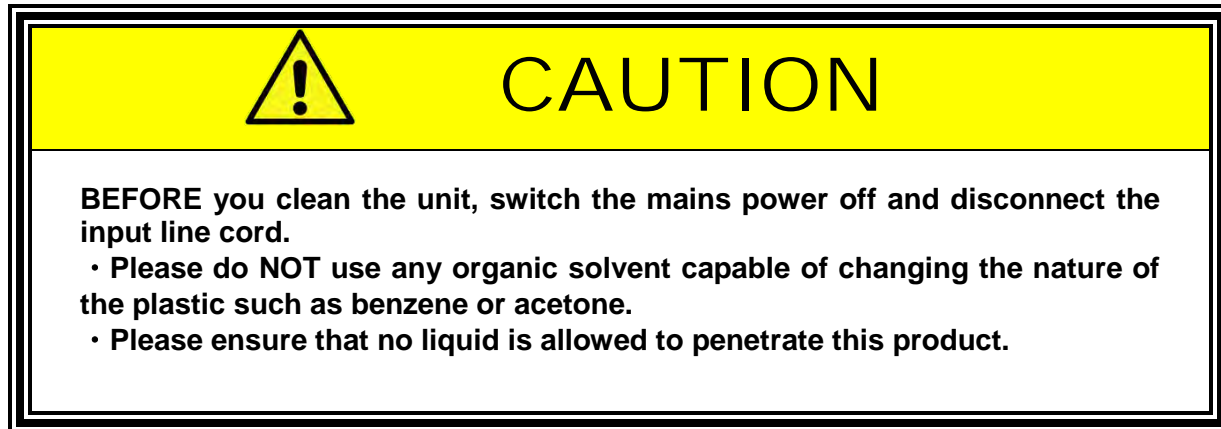 CAUTION
BEFORE you clean the unit, switch the mains power off and disconnect the
input line cord.
・Please do NOT use any organic solvent capable of changing the nature of
the plastic such as benzene or acetone.
・Please ensure that no liquid is allowed to penetrate this product.